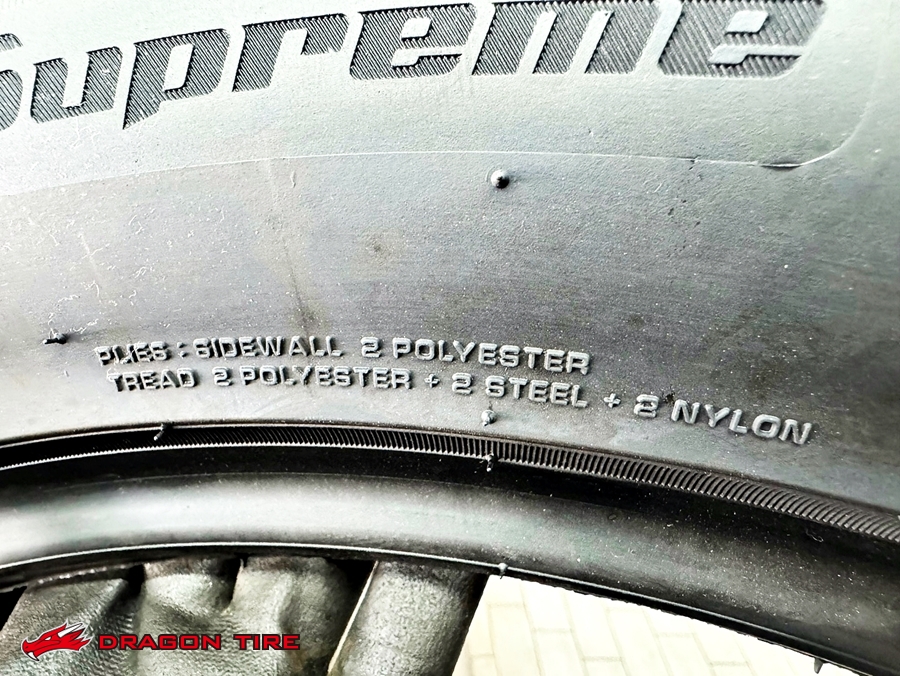 Supreme
PLIES : SIDEWALL 2 POLYESTER
TREAD 2 POLYESTER + 2 STEEL + 2 NYLON
DRAGON TIRE